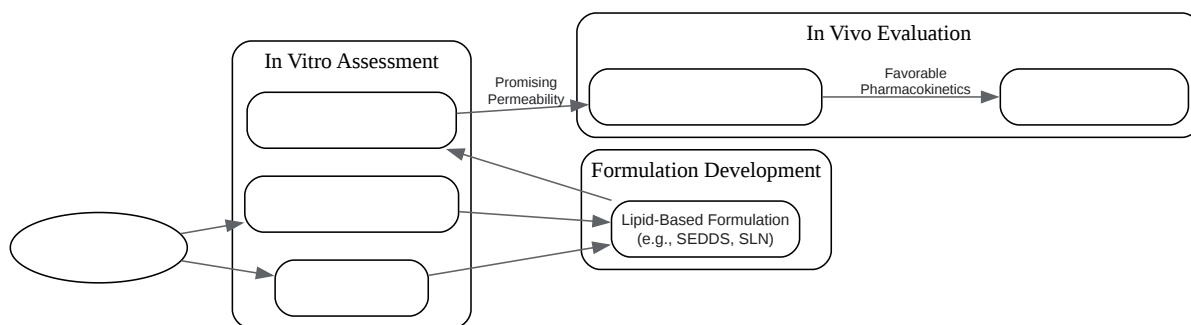 In Vivo Evaluation
In Vitro Assessment
Promising
Permeability
Favorable
Pharmacokinetics
Formulation Development
Lipid-Based Formulation
(e.g., SEDDS, SLN)